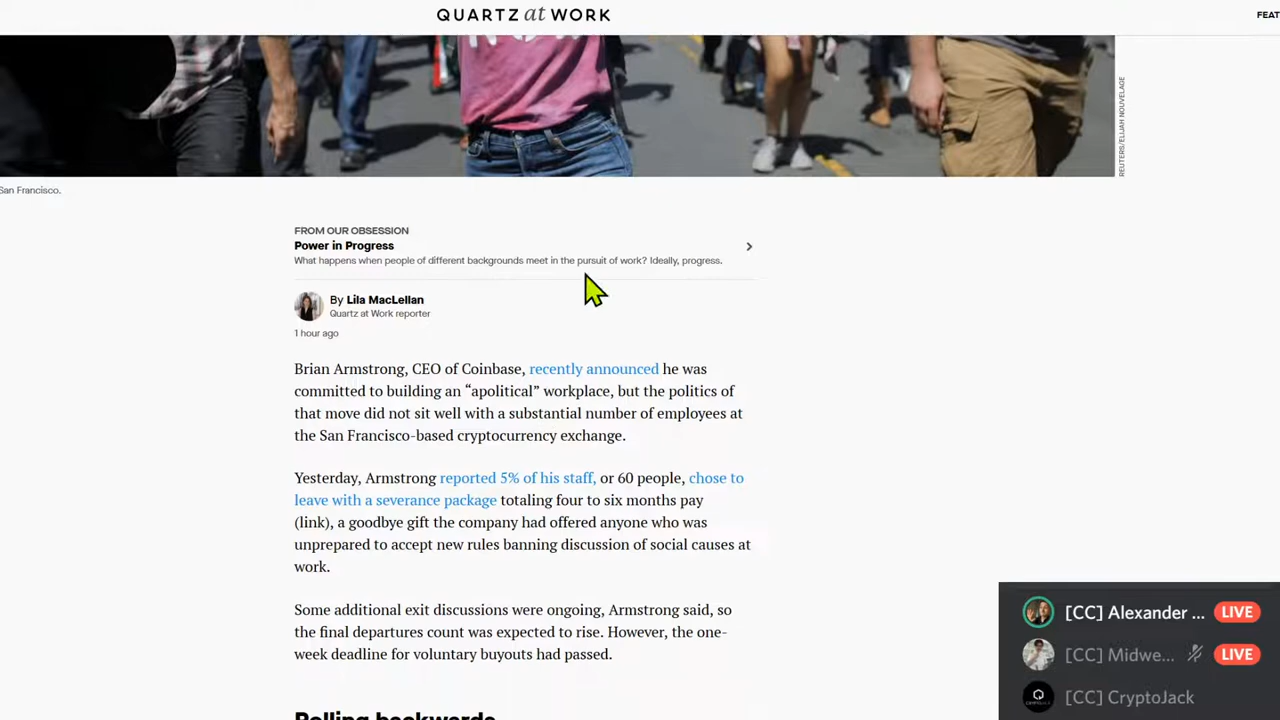 QUARTZ at WORK
FEAT
REUTERS/ELIJAH NOUVELAGE
San Francisco.
FROM OUR OBSESSION
Power in Progress
What happens when people of different backgrounds meet in the pursuit of work? Ideally, progress.
By Lila MacLellan
Quartz at Work reporter
1 hour ago
Brian Armstrong, CEO of Coinbase, recently announced he was
committed to building an “apolitical” workplace, but the politics of
that move did not sit well with a substantial number of employees at
the San Francisco-based cryptocurrency exchange.
Yesterday, Armstrong reported 5% of his staff, or 60 people, chose to
leave with a severance package totaling four to six months pay
(link), a goodbye gift the company had offered anyone who was
unprepared to accept new rules banning discussion of social causes at
work.
Some additional exit discussions were ongoing, Armstrong said, so
the final departures count was expected to rise. However, the one-
week deadline for voluntary buyouts had passed.
Rolling backwards
[CC] Alexander ... LIVE
[CC] Midwe... LIVE
[CC] CryptoJack